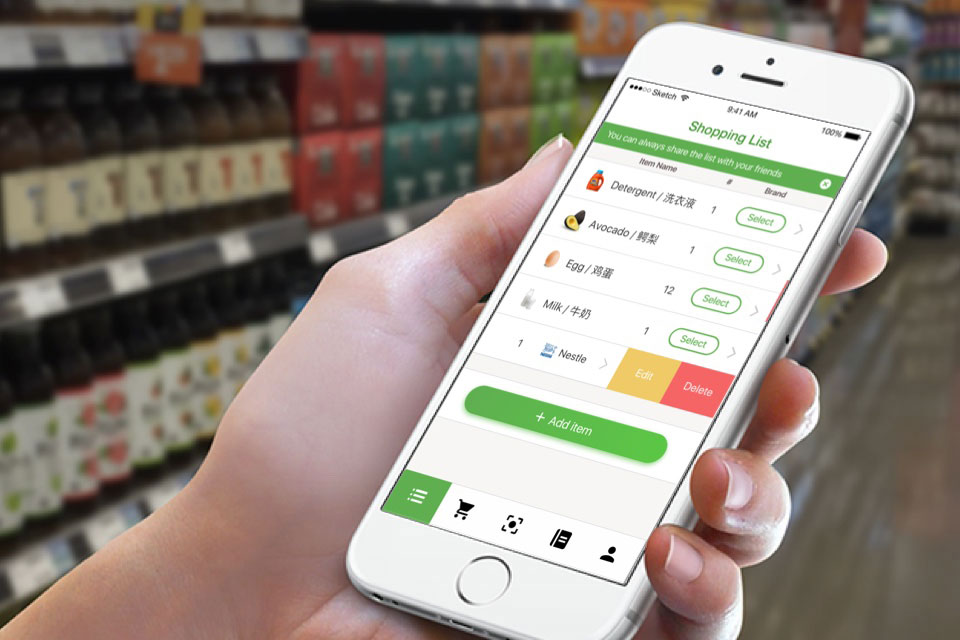 Sketch 9:41 AM 100%
Shopping List
You can always share the list with your friends
Item Name # Brand
Detergent / 洗衣液 1 Select
Avocado / 鳄梨 1 Select
Egg / 鸡蛋 12 Select
Milk / 牛奶 1 Select
1 Nestle Edit Delete
+ Add Item